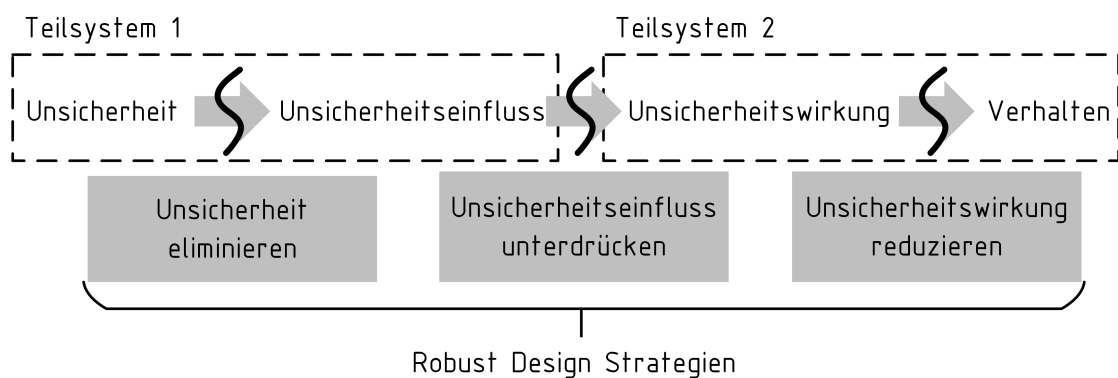 Teilsystem 1
Teilsystem 2
Unsicherheit
Unsicherheitseinfluss
Unsicherheitswirkung
Verhalten
Unsicherheit
eliminieren
Unsicherheitseinfluss
unterdrücken
Unsicherheitswirkung
reduzieren
Robust Design Strategien